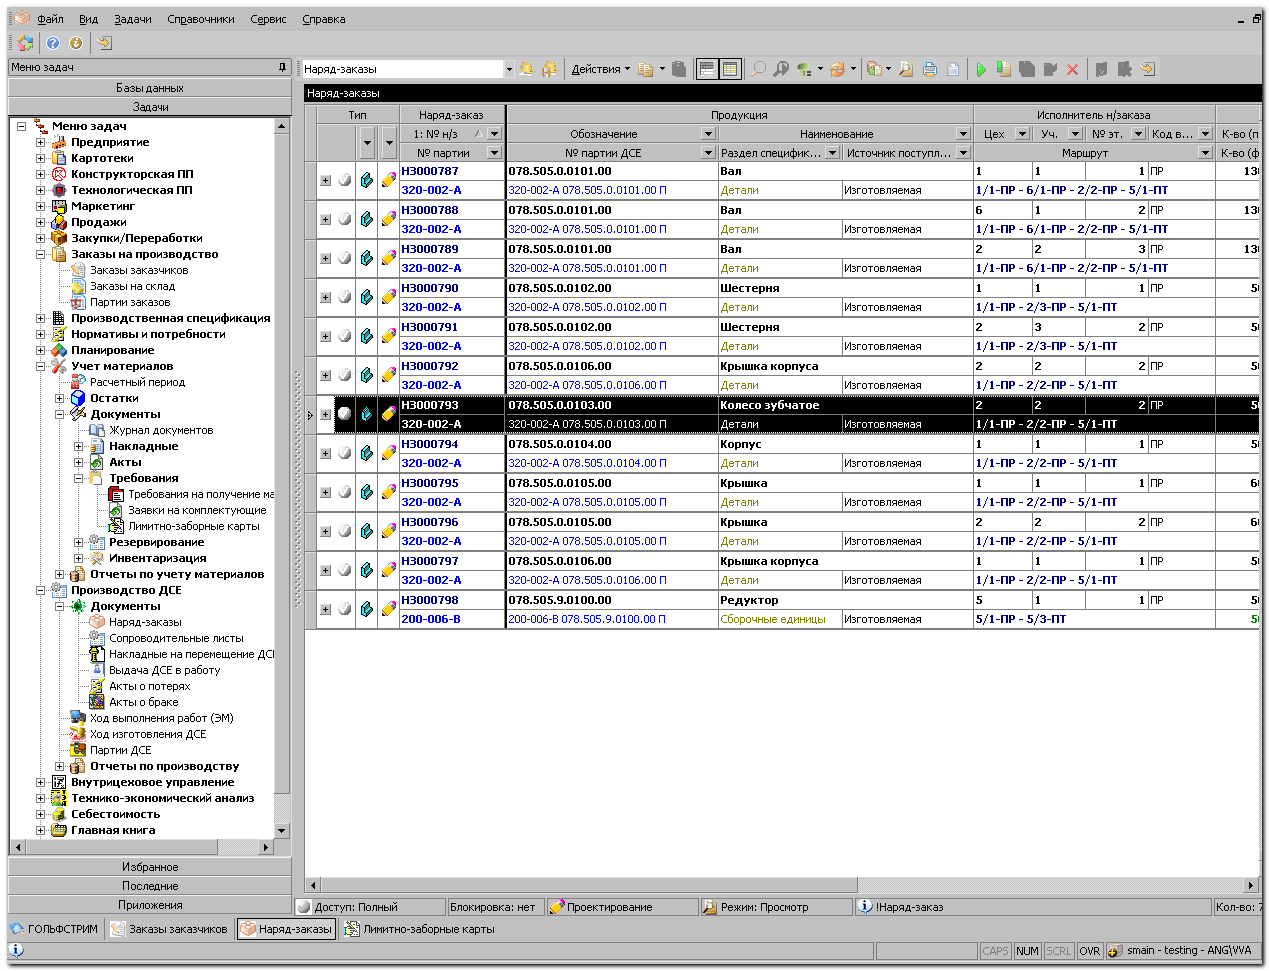 Файл Вид Задачи Справочники Сервис Справка
Меню задач
Базы данных
Задачи
Меню задач
Предприятие
Картотеки
Конструкторская ПП
Технологическая ПП
Маркетинг
Продажи
Закупки/Переработки
Заказы на производство
Заказы заказчиков
Заказы на склад
Партии заказов
Производственная спецификация
Нормативы и потребности
Планирование
Учет материалов
Расчетный период
Остатки
Документы
Журнал документов
Накладные
Акты
Требования
Требования на получение ма
Заявки на комплектующие
Лимитно-заборные карты
Резервирование
Инвентаризация
Отчеты по учету материалов
Производство ДСЕ
Документы
Наряд-заказы
Сопроводительные листы
Накладные на перемещение ДСЕ
Выдача ДСЕ в работу
Акты о потерях
Акты о браке
Ход выполнения работ (ЭМ)
Ход изготовления ДСЕ
Партии ДСЕ
Отчеты по производству
Внутрицеховое управление
Технико-экономический анализ
Себестоимость
Главная книга
Избранное
Последние
Приложения
Наряд-заказы Действия
Наряд-заказы
Тип Наряд-заказ Продукция Исполнитель н/заказа
1: № н/з Обозначение Наименование Цех Уч. № эт. Код в... К-во (п
№ партии № партии ДСЕ Раздел специфик... Источник поступл... Маршрут К-во (ф
НЗ000787 078.505.0.0101.00 Вал 1 1 1 ПР 130
320-002-А 320-002-А 078.505.0.0101.00 П Детали Изготовляемая 1/1-ПР - 6/1-ПР - 2/2-ПР - 5/1-ПТ
НЗ000788 078.505.0.0101.00 Вал 6 1 2 ПР 130
320-002-А 320-002-А 078.505.0.0101.00 П Детали Изготовляемая 1/1-ПР - 6/1-ПР - 2/2-ПР - 5/1-ПТ
НЗ000789 078.505.0.0101.00 Вал 2 2 3 ПР 130
320-002-А 320-002-А 078.505.0.0101.00 П Детали Изготовляемая 1/1-ПР - 6/1-ПР - 2/2-ПР - 5/1-ПТ
НЗ000790 078.505.0.0102.00 Шестерня 1 1 1 ПР 50
320-002-А 320-002-А 078.505.0.0102.00 П Детали Изготовляемая 1/1-ПР - 2/3-ПР - 5/1-ПТ
НЗ000791 078.505.0.0102.00 Шестерня 2 3 2 ПР 50
320-002-А 320-002-А 078.505.0.0102.00 П Детали Изготовляемая 1/1-ПР - 2/3-ПР - 5/1-ПТ
НЗ000792 078.505.0.0106.00 Крышка корпуса 2 2 2 ПР 50
320-002-А 320-002-А 078.505.0.0106.00 П Детали Изготовляемая 1/1-ПР - 2/2-ПР - 5/1-ПТ
НЗ000793 078.505.0.0103.00 Колесо зубчатое 2 2 2 ПР 50
320-002-А 320-002-А 078.505.0.0103.00 П Детали Изготовляемая 1/1-ПР - 2/2-ПР - 5/1-ПТ
НЗ000794 078.505.0.0104.00 Корпус 1 1 1 ПР 50
320-002-А 320-002-А 078.505.0.0104.00 П Детали Изготовляемая 1/1-ПР - 2/2-ПР - 5/1-ПТ
НЗ000795 078.505.0.0105.00 Крышка 1 1 1 ПР 60
320-002-А 320-002-А 078.505.0.0105.00 П Детали Изготовляемая 1/1-ПР - 2/2-ПР - 5/1-ПТ
НЗ000796 078.505.0.0105.00 Крышка 2 2 2 ПР 60
320-002-А 320-002-А 078.505.0.0105.00 П Детали Изготовляемая 1/1-ПР - 2/2-ПР - 5/1-ПТ
НЗ000797 078.505.0.0106.00 Крышка корпуса 1 1 1 ПР 50
320-002-А 320-002-А 078.505.0.0106.00 П Детали Изготовляемая 1/1-ПР - 2/2-ПР - 5/1-ПТ
НЗ000798 078.505.9.0100.00 Редуктор 5 1 1 ПР 50
200-006-В 200-006-В 078.505.9.0100.00 П Сборочные единицы Изготовляемая 5/1-ПР - 5/3-ПТ 50
Доступ: Полный Блокировка: нет Проектирование Режим: Просмотр !Наряд-заказ Кол-во: 7
ГОЛЬФСТРИМ Заказы заказчиков Наряд-заказы Лимитно-заборные карты
CAPS NUM SCRL OVR smain - testing - ANG\VVA